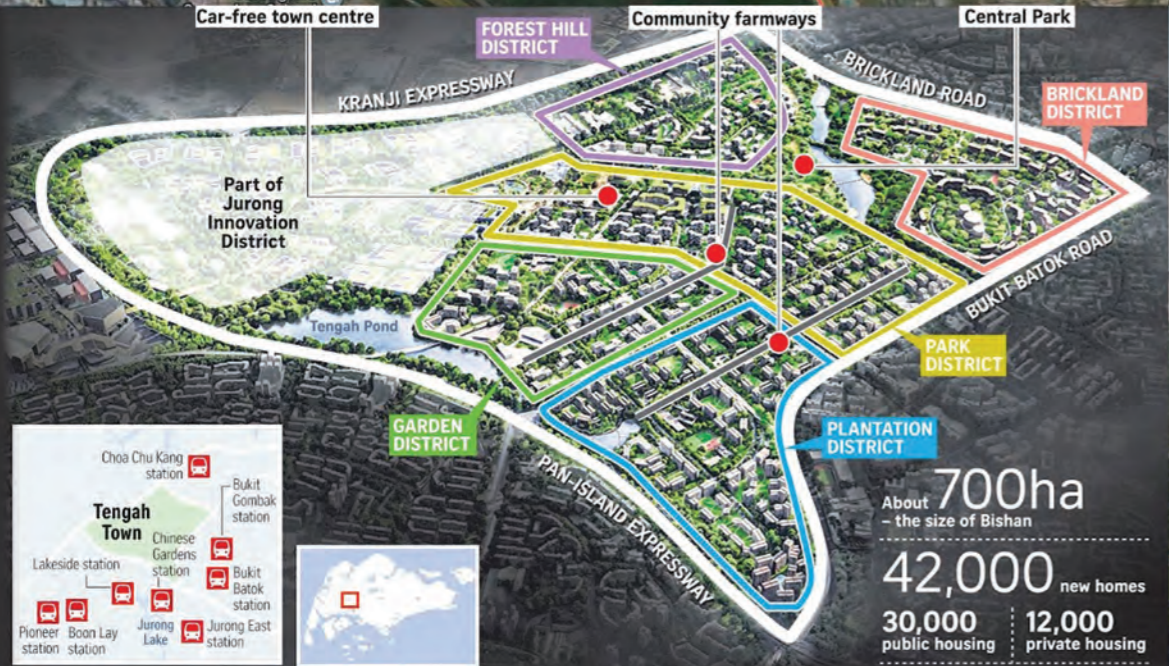 Car-free town centre
Community farmways
Central Park
FOREST HILL
DISTRICT
KRANJI EXPRESSWAY
BRICKLAND ROAD
BRICKLAND
DISTRICT
Part of
Jurong
Innovation
District
BUKIT BATOK ROAD
Tengah Pond
PARK
DISTRICT
GARDEN
DISTRICT
PLANTATION
DISTRICT
PAN-ISLAND EXPRESSWAY
Choa Chu Kang
station
Bukit
Gombak
station
Tengah
Town
Chinese
Gardens
station
Lakeside station
Bukit
Batok
station
Pioneer
station
Boon Lay
station
Jurong
Lake
Jurong East
station
About 700ha
– the size of Bishan
42,000 new homes
30,000
public housing
12,000
private housing